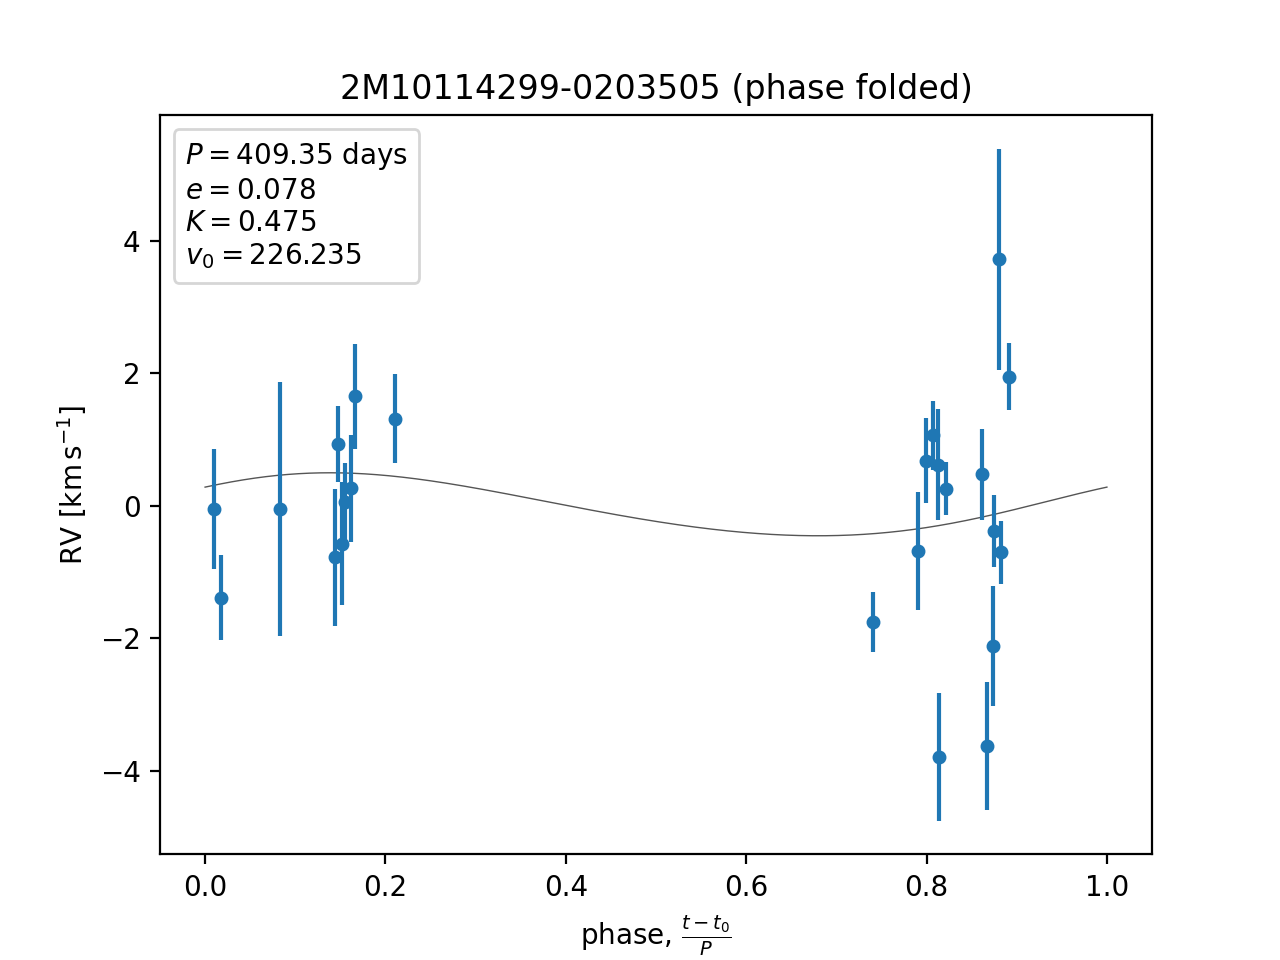 2M10114299-0203505 (phase folded)
P = 409.35 days
e = 0.078
K = 0.475
v₀ = 226.235
RV [km s⁻¹]
4
2
0
−2
−4
0.0 0.2 0.4 0.6 0.8 1.0
phase, (t − t₀)/P